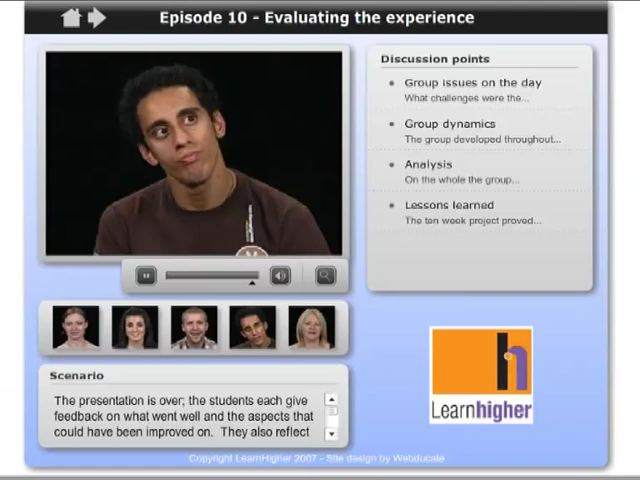 Episode 10 - Evaluating the experience
Discussion points
Group issues on the day
What challenges were the...
Group dynamics
The group developed throughout...
Analysis
On the whole the group...
Lessons learned
The ten week project proved...
Scenario
The presentation is over; the students each give
feedback on what went well and the aspects that
could have been improved on. They also reflect
h
Learnhigher
Copyright LearnHigher 2007 - Site design by Webducate